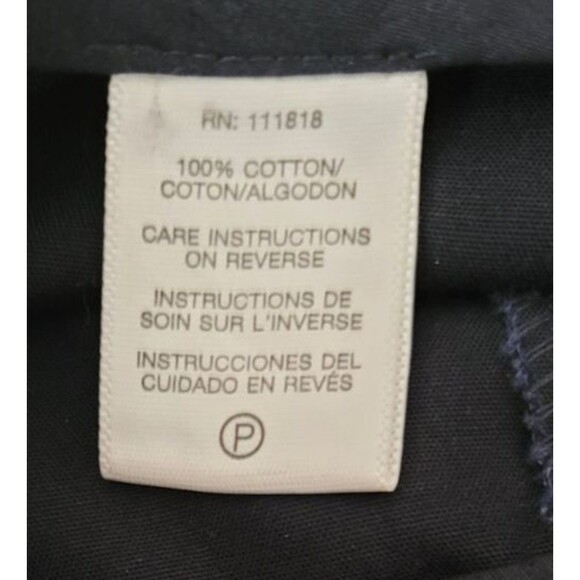 RN: 111818
100% COTTON/
COTON/ALGODON
CARE INSTRUCTIONS
ON REVERSE
INSTRUCTIONS DE
SOIN SUR L'INVERSE
INSTRUCCIONES DEL
CUIDADO EN REVÉS
P